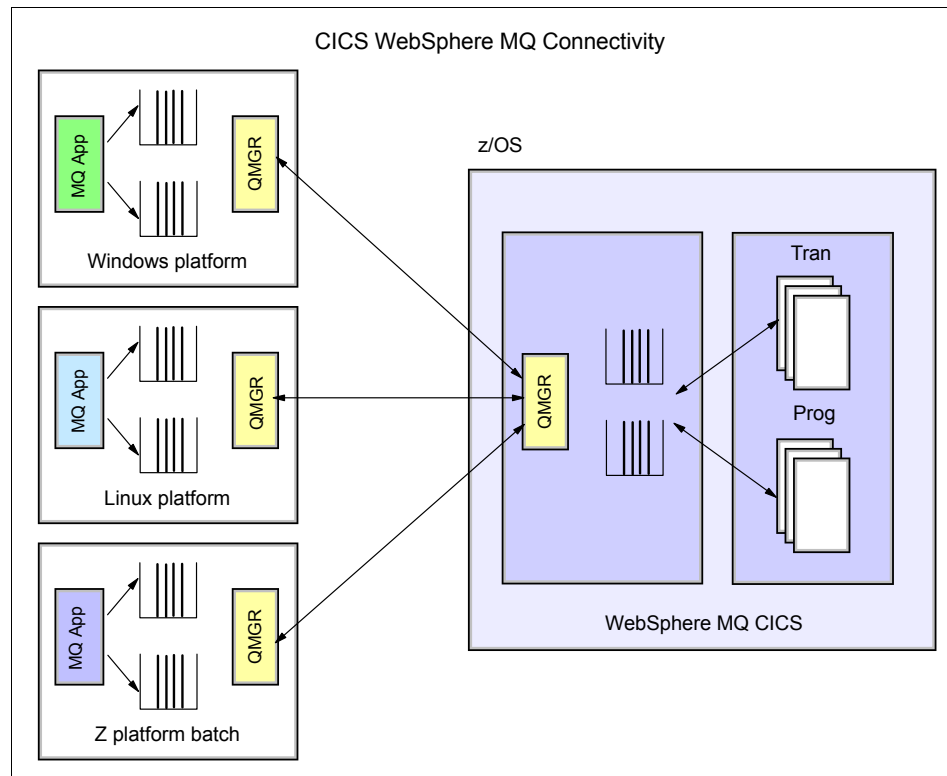 CICS WebSphere MQ Connectivity
MQ App
QMGR
Windows platform
MQ App
QMGR
Linux platform
MQ App
QMGR
Z platform batch
z/OS
QMGR
Tran
Prog
WebSphere MQ CICS